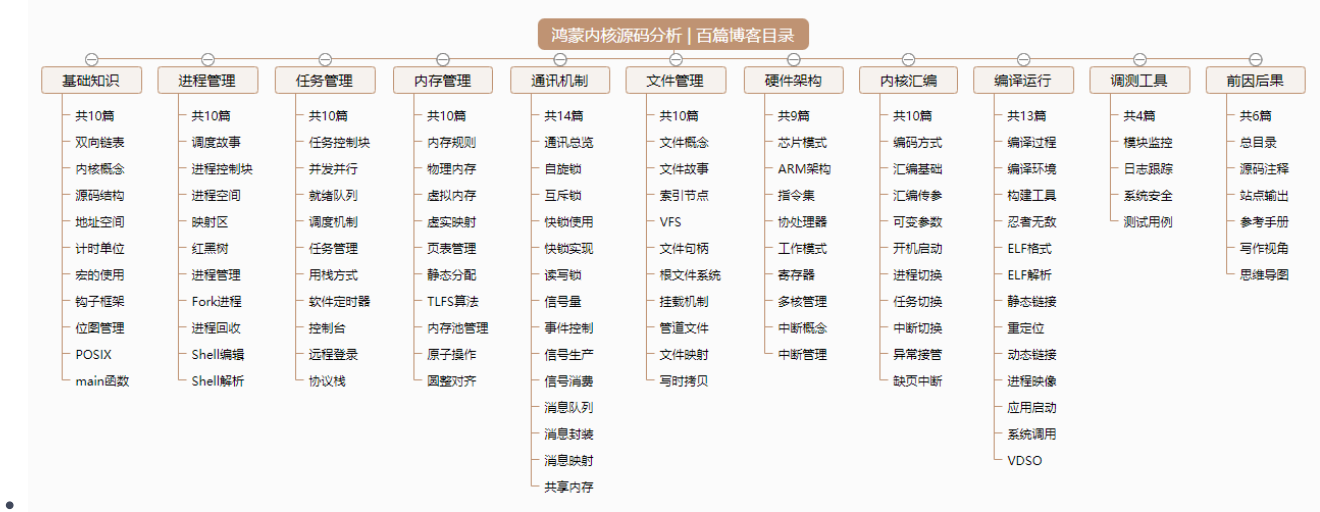 鸿蒙内核源码分析 | 百篇博客目录
基础知识
共10篇
双向链表
内核概念
源码结构
地址空间
计时单位
宏的使用
钩子框架
位图管理
POSIX
main函数
进程管理
共10篇
调度故事
进程控制块
进程空间
映射区
红黑树
进程管理
Fork进程
进程回收
Shell编辑
Shell解析
任务管理
共10篇
任务控制块
并发并行
就绪队列
调度机制
任务管理
用栈方式
软件定时器
控制台
远程登录
协议栈
内存管理
共10篇
内存规则
物理内存
虚拟内存
虚实映射
页表管理
静态分配
TLFS算法
内存池管理
原子操作
圆整对齐
通讯机制
共14篇
通讯总览
自旋锁
互斥锁
快锁使用
快锁实现
读写锁
信号量
事件控制
信号生产
信号消费
消息队列
消息封装
消息映射
共享内存
文件管理
共10篇
文件概念
文件故事
索引节点
VFS
文件句柄
根文件系统
挂载机制
管道文件
文件映射
写时拷贝
硬件架构
共9篇
芯片模式
ARM架构
指令集
协处理器
工作模式
寄存器
多核管理
中断概念
中断管理
内核汇编
共10篇
编码方式
汇编基础
汇编传参
可变参数
开机启动
进程切换
任务切换
中断切换
异常接管
缺页中断
编译运行
共13篇
编译过程
编译环境
构建工具
忍者无敌
ELF格式
ELF解析
静态链接
重定位
动态链接
进程映像
应用启动
系统调用
VDSO
调测工具
共4篇
模块监控
日志跟踪
系统安全
测试用例
前因后果
共6篇
总目录
源码注释
站点输出
参考手册
写作视角
思维导图